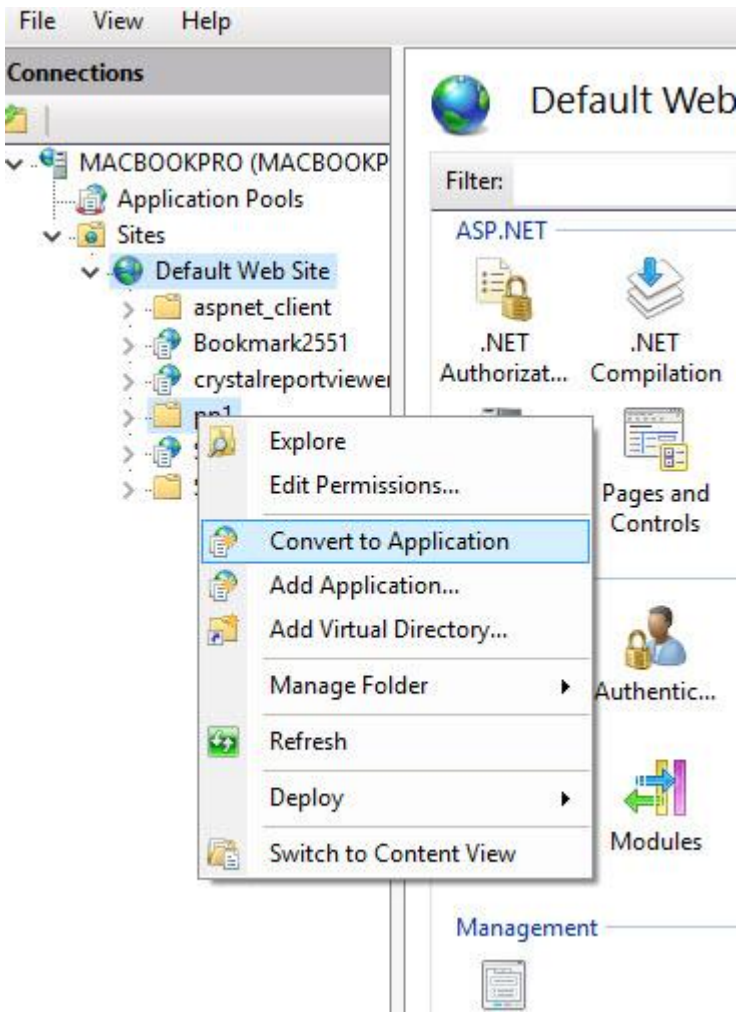 File View Help
Connections
Default Web
MACBOOKPRO (MACBOOKP
Application Pools
Sites
Default Web Site
aspnet_client
Bookmark2551
crystalreportviewer
Filter:
ASP.NET
.NET Authorizat...
.NET Compilation
Pages and Controls
Authentic...
Modules
Management
Explore
Edit Permissions...
Convert to Application
Add Application...
Add Virtual Directory...
Manage Folder
Refresh
Deploy
Switch to Content View